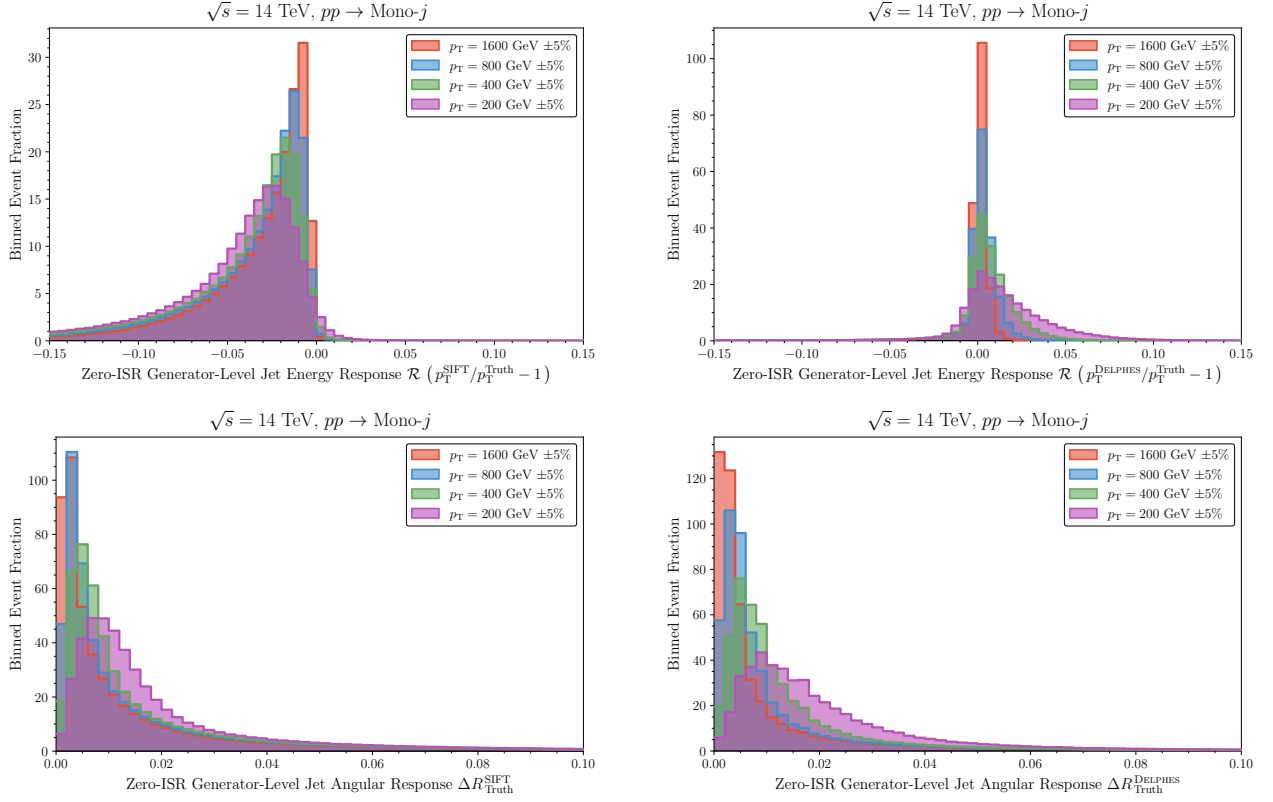 √s = 14 TeV, pp → Mono-j
Binned Event Fraction
30
25
20
15
10
5
0
p_T = 1600 GeV ±5%
p_T = 800 GeV ±5%
p_T = 400 GeV ±5%
p_T = 200 GeV ±5%
−0.15 −0.10 −0.05 0.00 0.05 0.10 0.15
Zero-ISR Generator-Level Jet Energy Response R ( p_T^SIFT / p_T^Truth − 1 )
√s = 14 TeV, pp → Mono-j
Binned Event Fraction
100
80
60
40
20
0
p_T = 1600 GeV ±5%
p_T = 800 GeV ±5%
p_T = 400 GeV ±5%
p_T = 200 GeV ±5%
−0.15 −0.10 −0.05 0.00 0.05 0.10 0.15
Zero-ISR Generator-Level Jet Energy Response R ( p_T^DELPHES / p_T^Truth − 1 )
√s = 14 TeV, pp → Mono-j
Binned Event Fraction
100
80
60
40
20
0
p_T = 1600 GeV ±5%
p_T = 800 GeV ±5%
p_T = 400 GeV ±5%
p_T = 200 GeV ±5%
0.00 0.02 0.04 0.06 0.08 0.10
Zero-ISR Generator-Level Jet Angular Response ΔR_Truth^SIFT
√s = 14 TeV, pp → Mono-j
Binned Event Fraction
120
100
80
60
40
20
0
p_T = 1600 GeV ±5%
p_T = 800 GeV ±5%
p_T = 400 GeV ±5%
p_T = 200 GeV ±5%
0.00 0.02 0.04 0.06 0.08 0.10
Zero-ISR Generator-Level Jet Angular Response ΔR_Truth^DELPHES